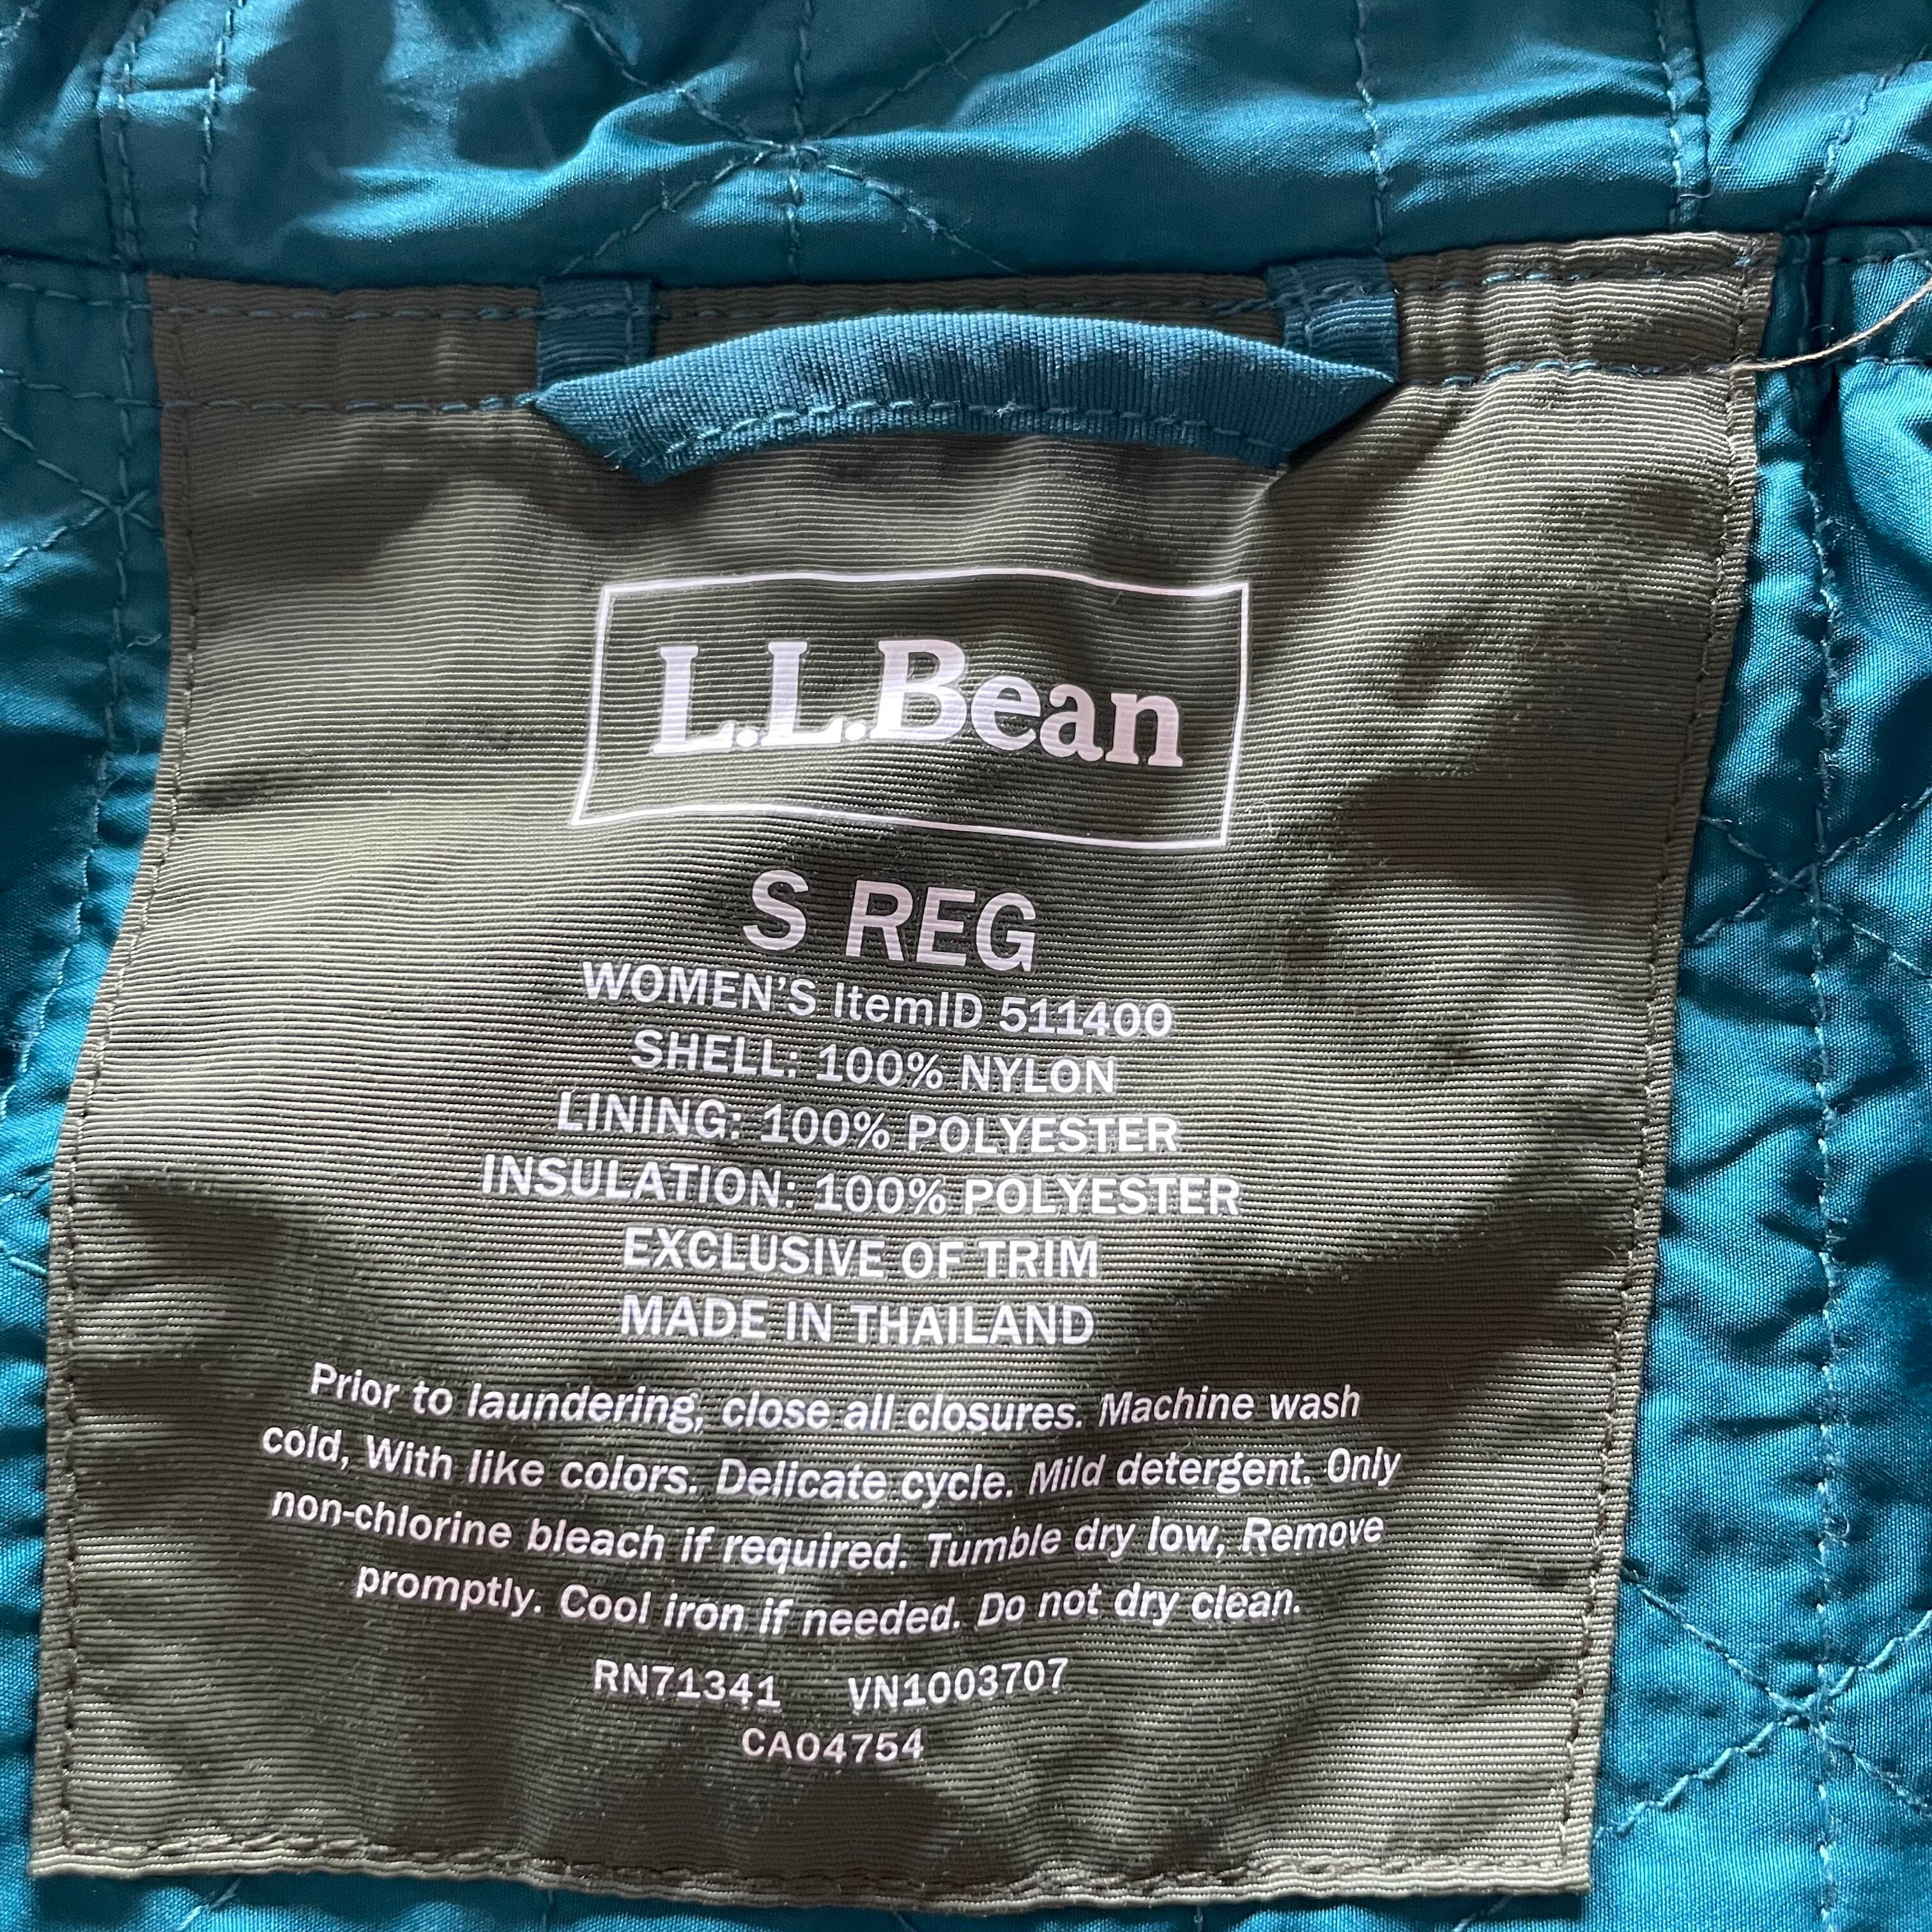 L.L.Bean
S REG
WOMEN'S ItemID 511400
SHELL: 100% NYLON
LINING: 100% POLYESTER
INSULATION: 100% POLYESTER
EXCLUSIVE OF TRIM
MADE IN THAILAND
Prior to laundering, close all closures. Machine wash
cold, With like colors. Delicate cycle. Mild detergent. Only
non-chlorine bleach if required. Tumble dry low, Remove
promptly. Cool iron if needed. Do not dry clean.
RN71341 VN1003707
CA04754